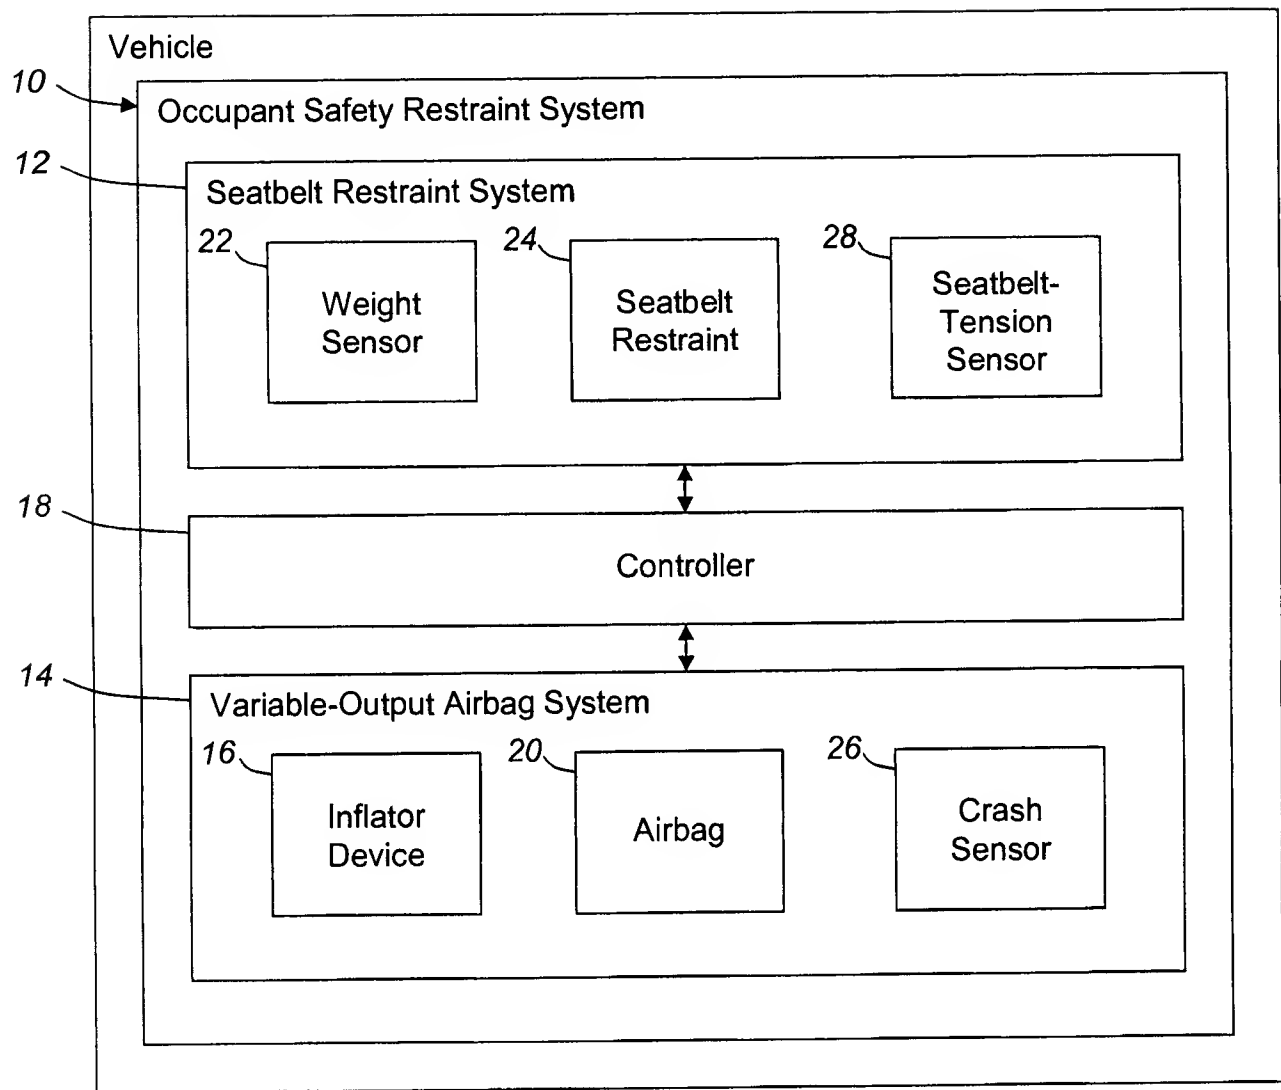 Vehicle
10
Occupant Safety Restraint System
12
Seatbelt Restraint System
22
24
28
Weight
Sensor
Seatbelt
Restraint
Seatbelt-
Tension
Sensor
18
Controller
14
Variable-Output Airbag System
16
20
26
Inflator
Device
Airbag
Crash
Sensor